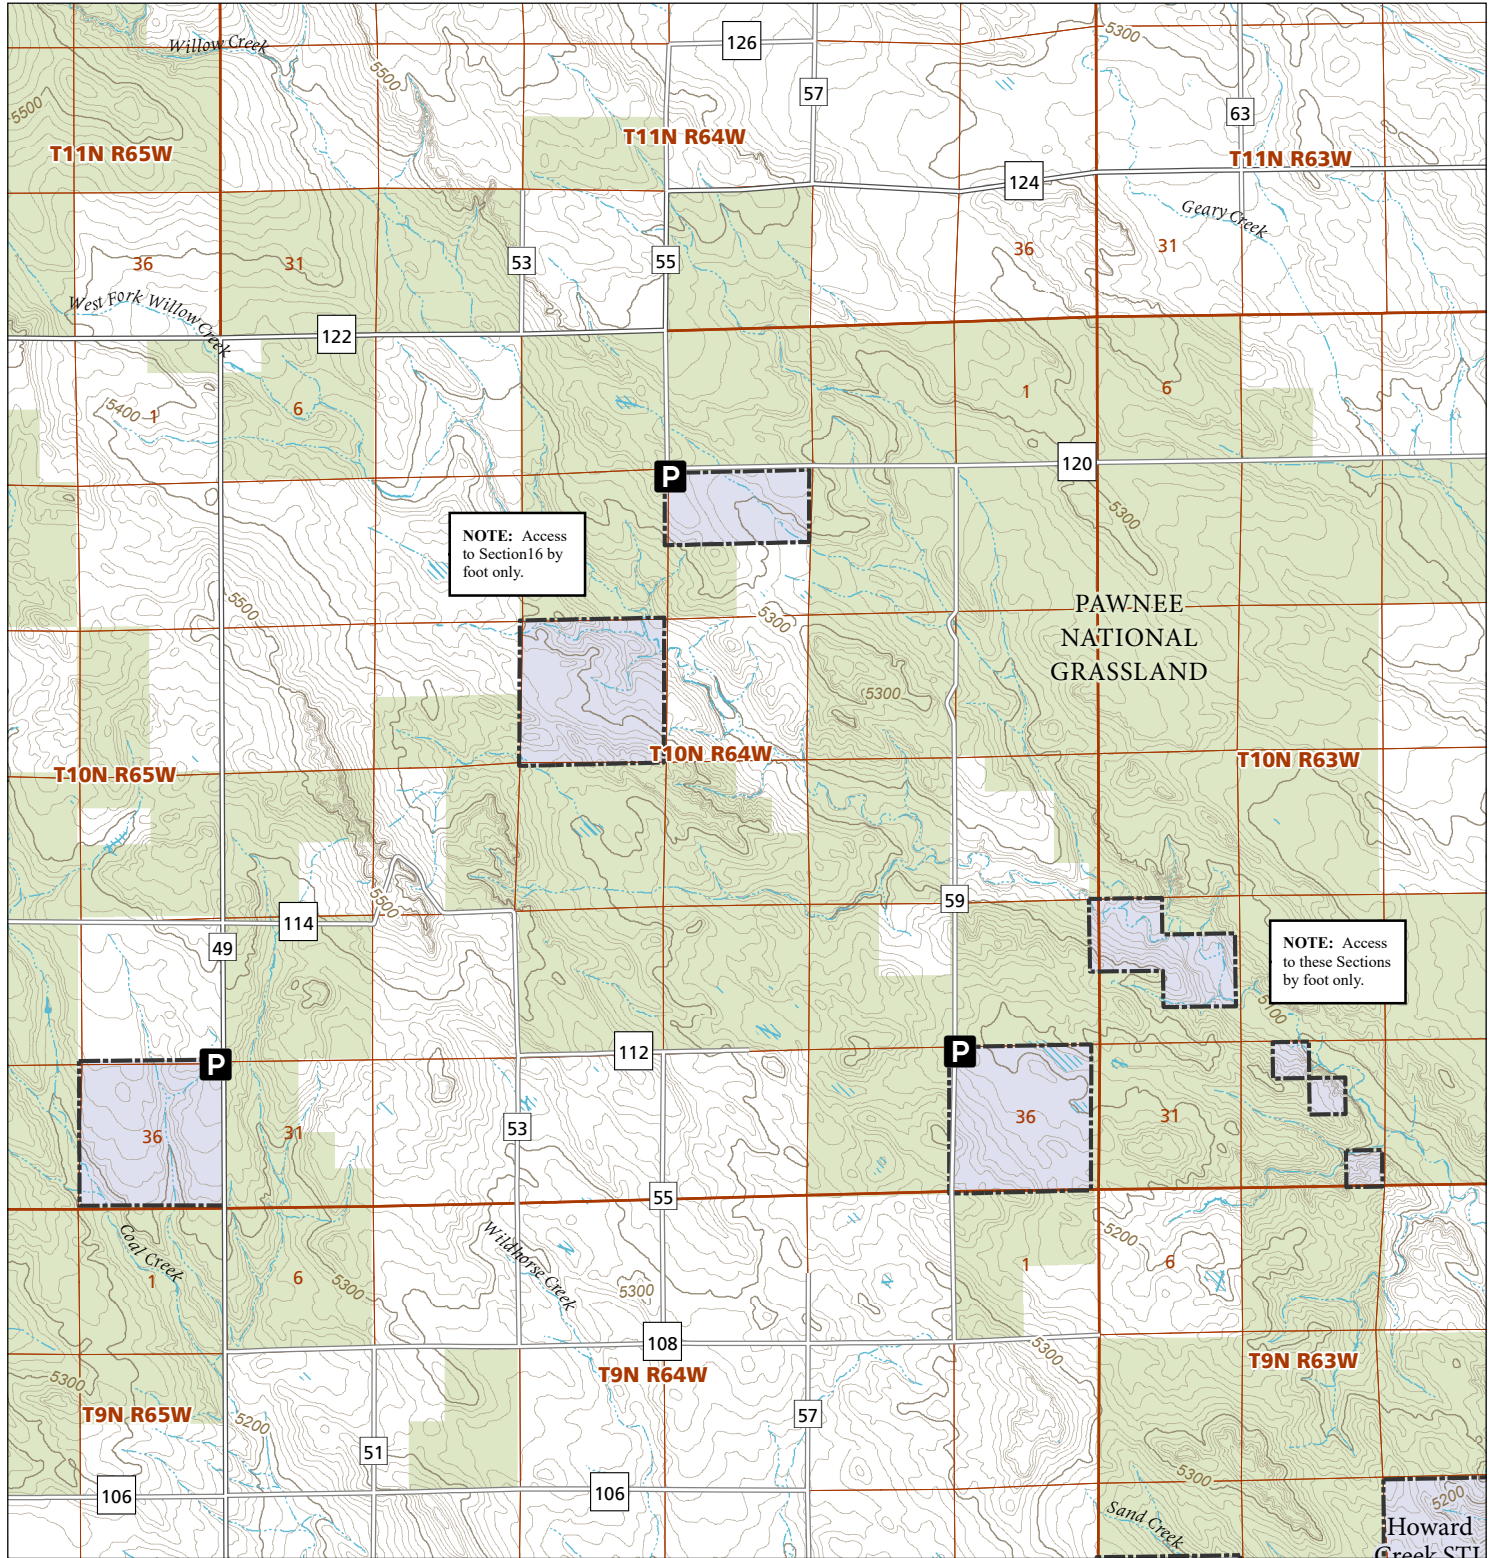 Willow Creek
126
5300
5500
57
5500
63
T11N R65W
T11N R64W
T11N R63W
124
Geary Creek
36
31
53
55
36
31
West Fork Willow Creek
122
5400
1
6
1
6
P
120
5300
NOTE: Access
to Section16 by
foot only.
5500
5300
PAWNEE
NATIONAL
GRASSLAND
5300
T10N R65W
T10N R64W
T10N R63W
5500
59
114
49
NOTE: Access
to these Sections
by foot only.
5100
P
112
P
36
31
53
36
31
55
Coal Creek
1
6
5300
Wildhorse Creek
5300
5200
1
6
108
5300
T9N R64W
T9N R63W
5300
T9N R65W
5200
51
57
106
106
5300
Sand Creek
5200
Howard
Creek STL